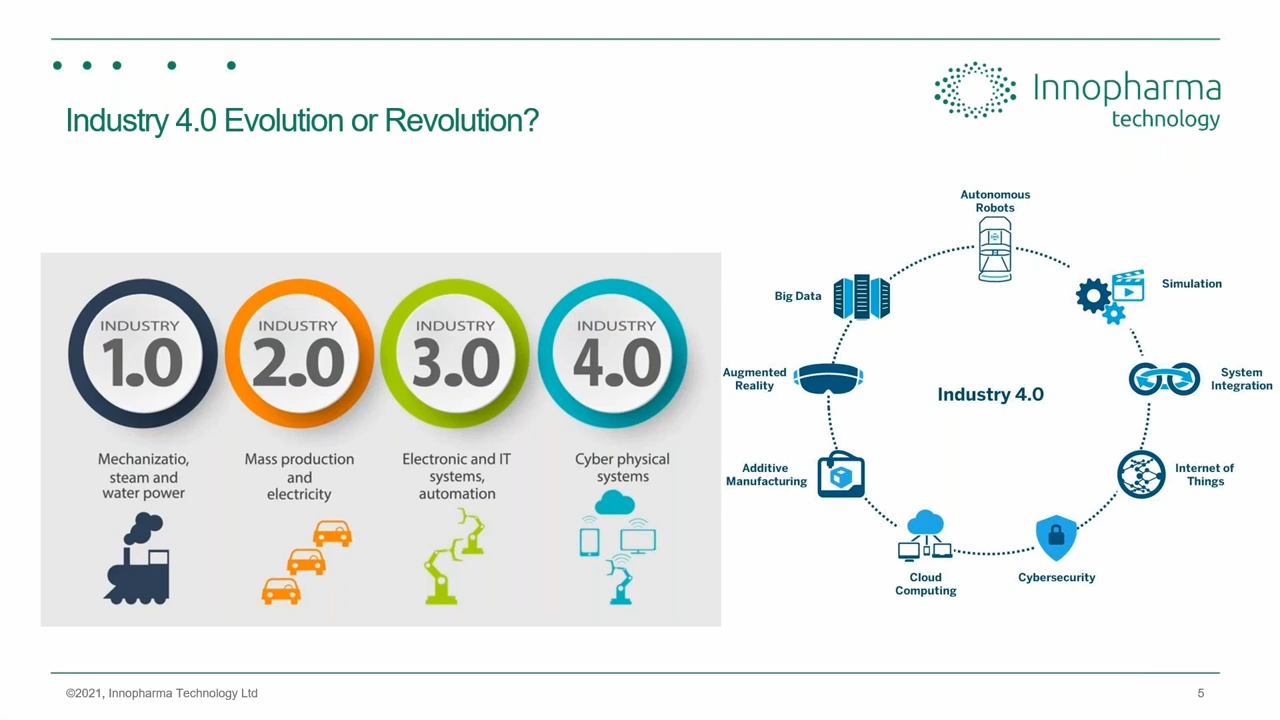 Innopharma
technology
Industry 4.0 Evolution or Revolution?
INDUSTRY
1.0
INDUSTRY
2.0
INDUSTRY
3.0
INDUSTRY
4.0
Mechanizatio,
steam and
water power
Mass production
and
electricity
Electronic and IT
systems,
automation
Cyber physical
systems
Autonomous
Robots
Simulation
System
Integration
Internet of
Things
Cybersecurity
Cloud
Computing
Additive
Manufacturing
Augmented
Reality
Big Data
Industry 4.0
©2021, Innopharma Technology Ltd
5